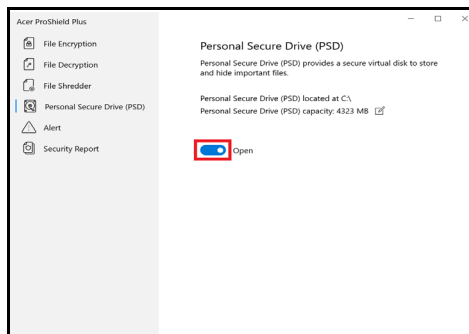 Acer ProShield Plus
File Encryption
File Decryption
File Shredder
Personal Secure Drive (PSD)
Alert
Security Report
Personal Secure Drive (PSD)
Personal Secure Drive (PSD) provides a secure virtual disk to store
and hide important files.
Personal Secure Drive (PSD) located at C:\
Personal Secure Drive (PSD) capacity: 4323 MB
Open